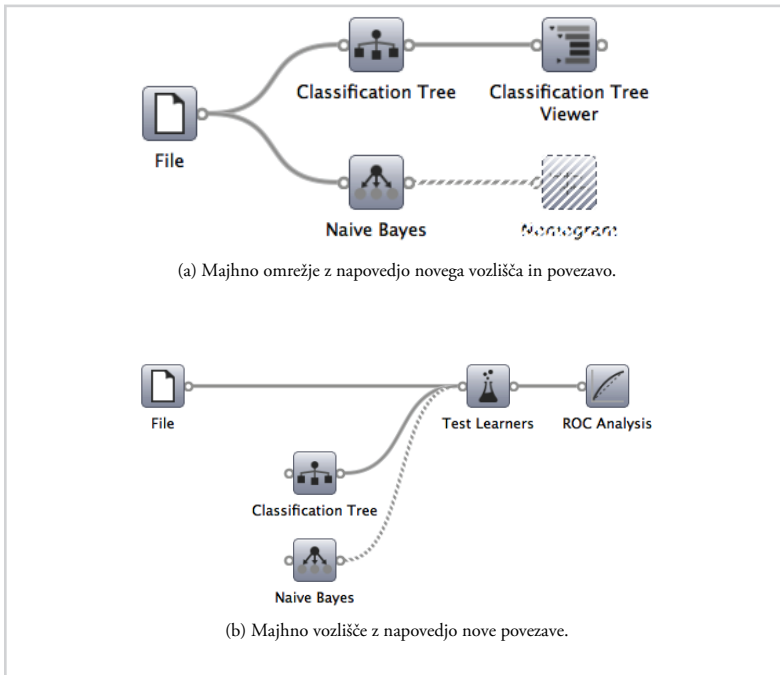 Classification Tree
Classification Tree
Viewer
File
Naive Bayes
Nomogram
(a) Majhno omrežje z napovedjo novega vozlišča in povezavo.
File
Test Learners
ROC Analysis
Classification Tree
Naive Bayes
(b) Majhno vozlišče z napovedjo nove povezave.